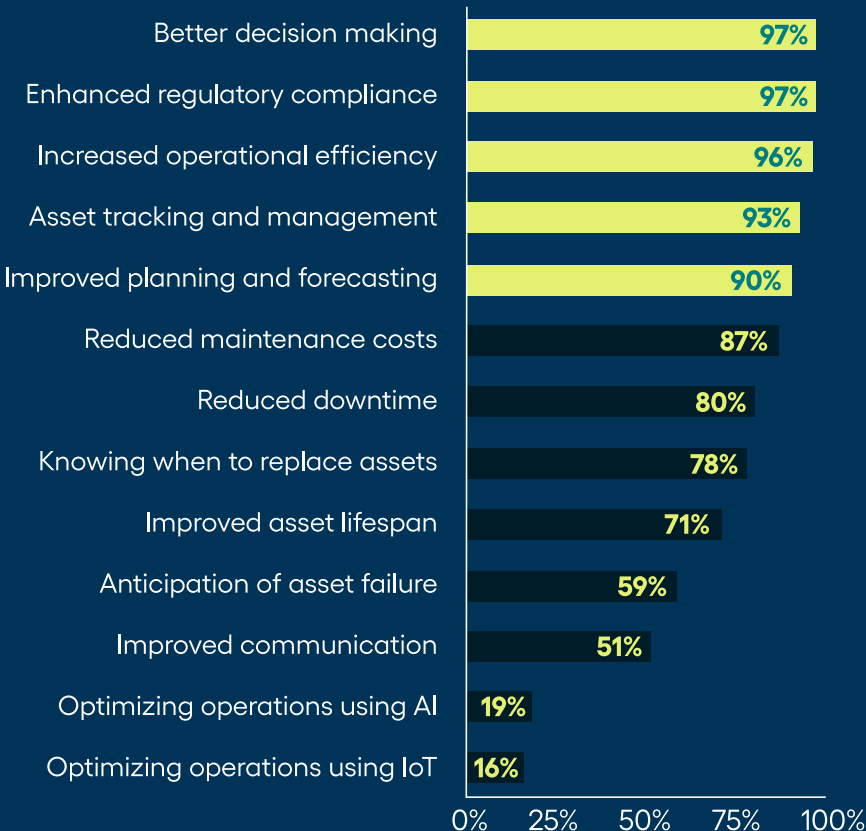 Better decision making 97%
Enhanced regulatory compliance 97%
Increased operational efficiency 96%
Asset tracking and management 93%
Improved planning and forecasting 90%
Reduced maintenance costs 87%
Reduced downtime 80%
Knowing when to replace assets 78%
Improved asset lifespan 71%
Anticipation of asset failure 59%
Improved communication 51%
Optimizing operations using AI 19%
Optimizing operations using IoT 16%
0% 25% 50% 75% 100%